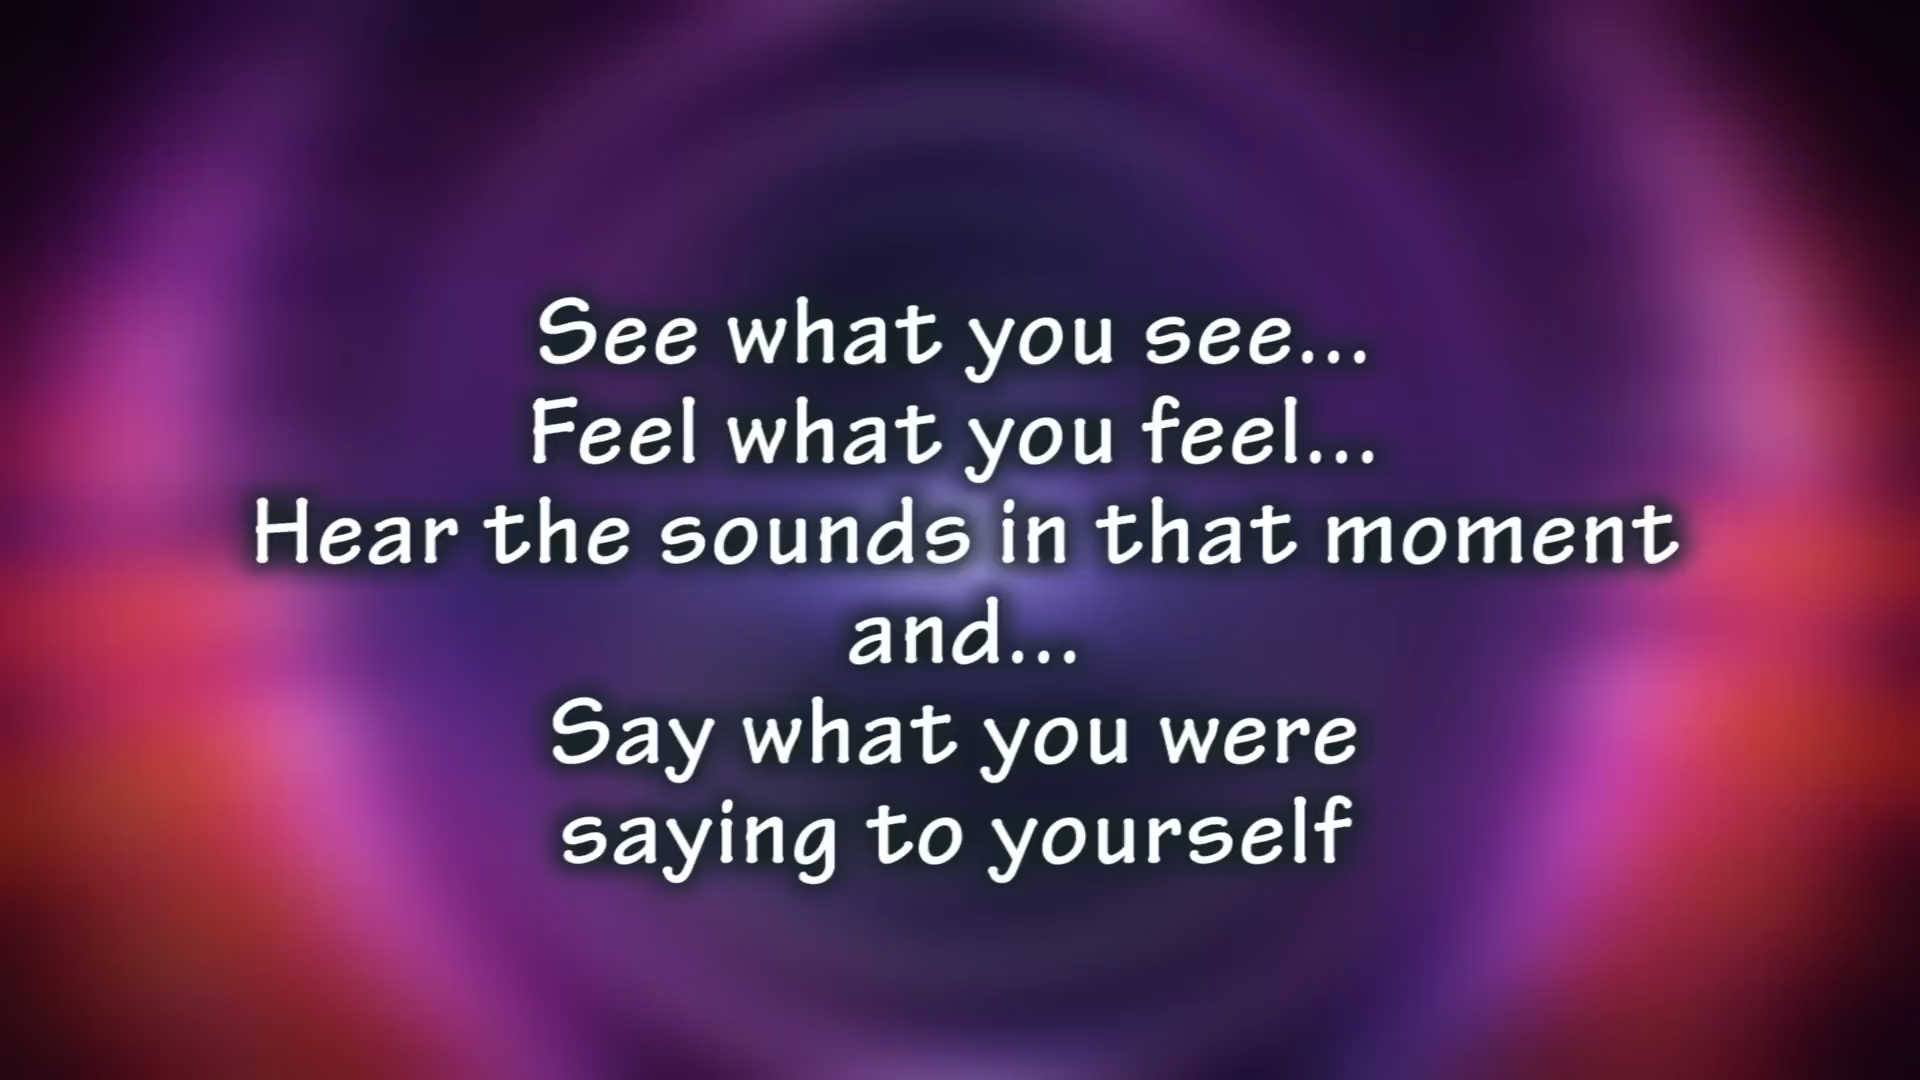 See what you see...
Feel what you feel...
Hear the sounds in that moment
and...
Say what you were
saying to yourself